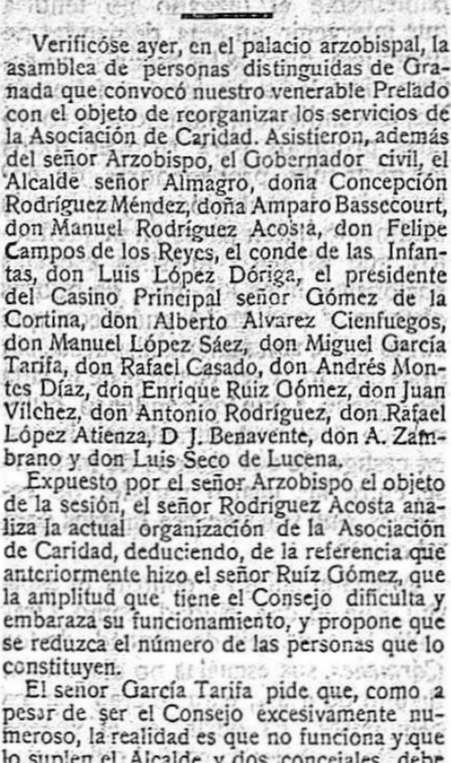 Verificóse ayer, en el palacio arzobispal, la
asamblea de personas distinguidas de Gra-
nada que convocó nuestro venerable Prelado
con el objeto de reorganizar los servicios de
la Asociación de Caridad. Asistieron, además
del señor Arzobispo, el Gobernador civil, el
Alcalde señor Almagro, doña Concepción
Rodríguez Méndez, doña Amparo Bassecourt,
don Manuel Rodríguez Acosta, don Felipe
Campos de los Reyes, el conde de las Infan-
tas, don Luis López Dóriga, el presidente
del Casino Principal señor Gómez de la
Cortina, don Alberto Alvarez Cienfuegos,
don Manuel López Sáez, don Miguel García
Tarifa, don Rafael Casado, don Andrés Mon-
tes Díaz, don Enrique Ruiz Gómez, don Juan
Vílchez, don Antonio Rodríguez, don Rafael
López Atienza, D J. Benavente, don A. Zam-
brano y don Luis Seco de Lucena.
Expuesto por el señor Arzobispo el objeto
de la sesión, el señor Rodríguez Acosta ana-
liza la actual organización de la Asociación
de Caridad, deduciendo, de la referencia que
anteriormente hizo el señor Ruíz Gómez, que
la amplitud que tiene el Consejo dificulta y
embaraza su funcionamiento, y propone que
se reduzca el número de las personas que lo
constituyen.
El señor García Tarifa pide que, como a
pesar de ser el Consejo excesivamente nu-
meroso, la realidad es que no funciona y que
lo suplen el Alcalde y dos concejales, debe